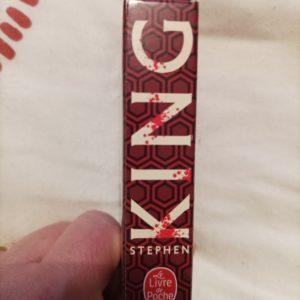 STEPHEN
KING
Le
Livre
de
Poche